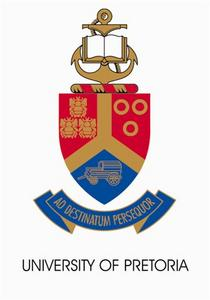 AD DESTINATUM PERSEQUOR
UNIVERSITY OF PRETORIA